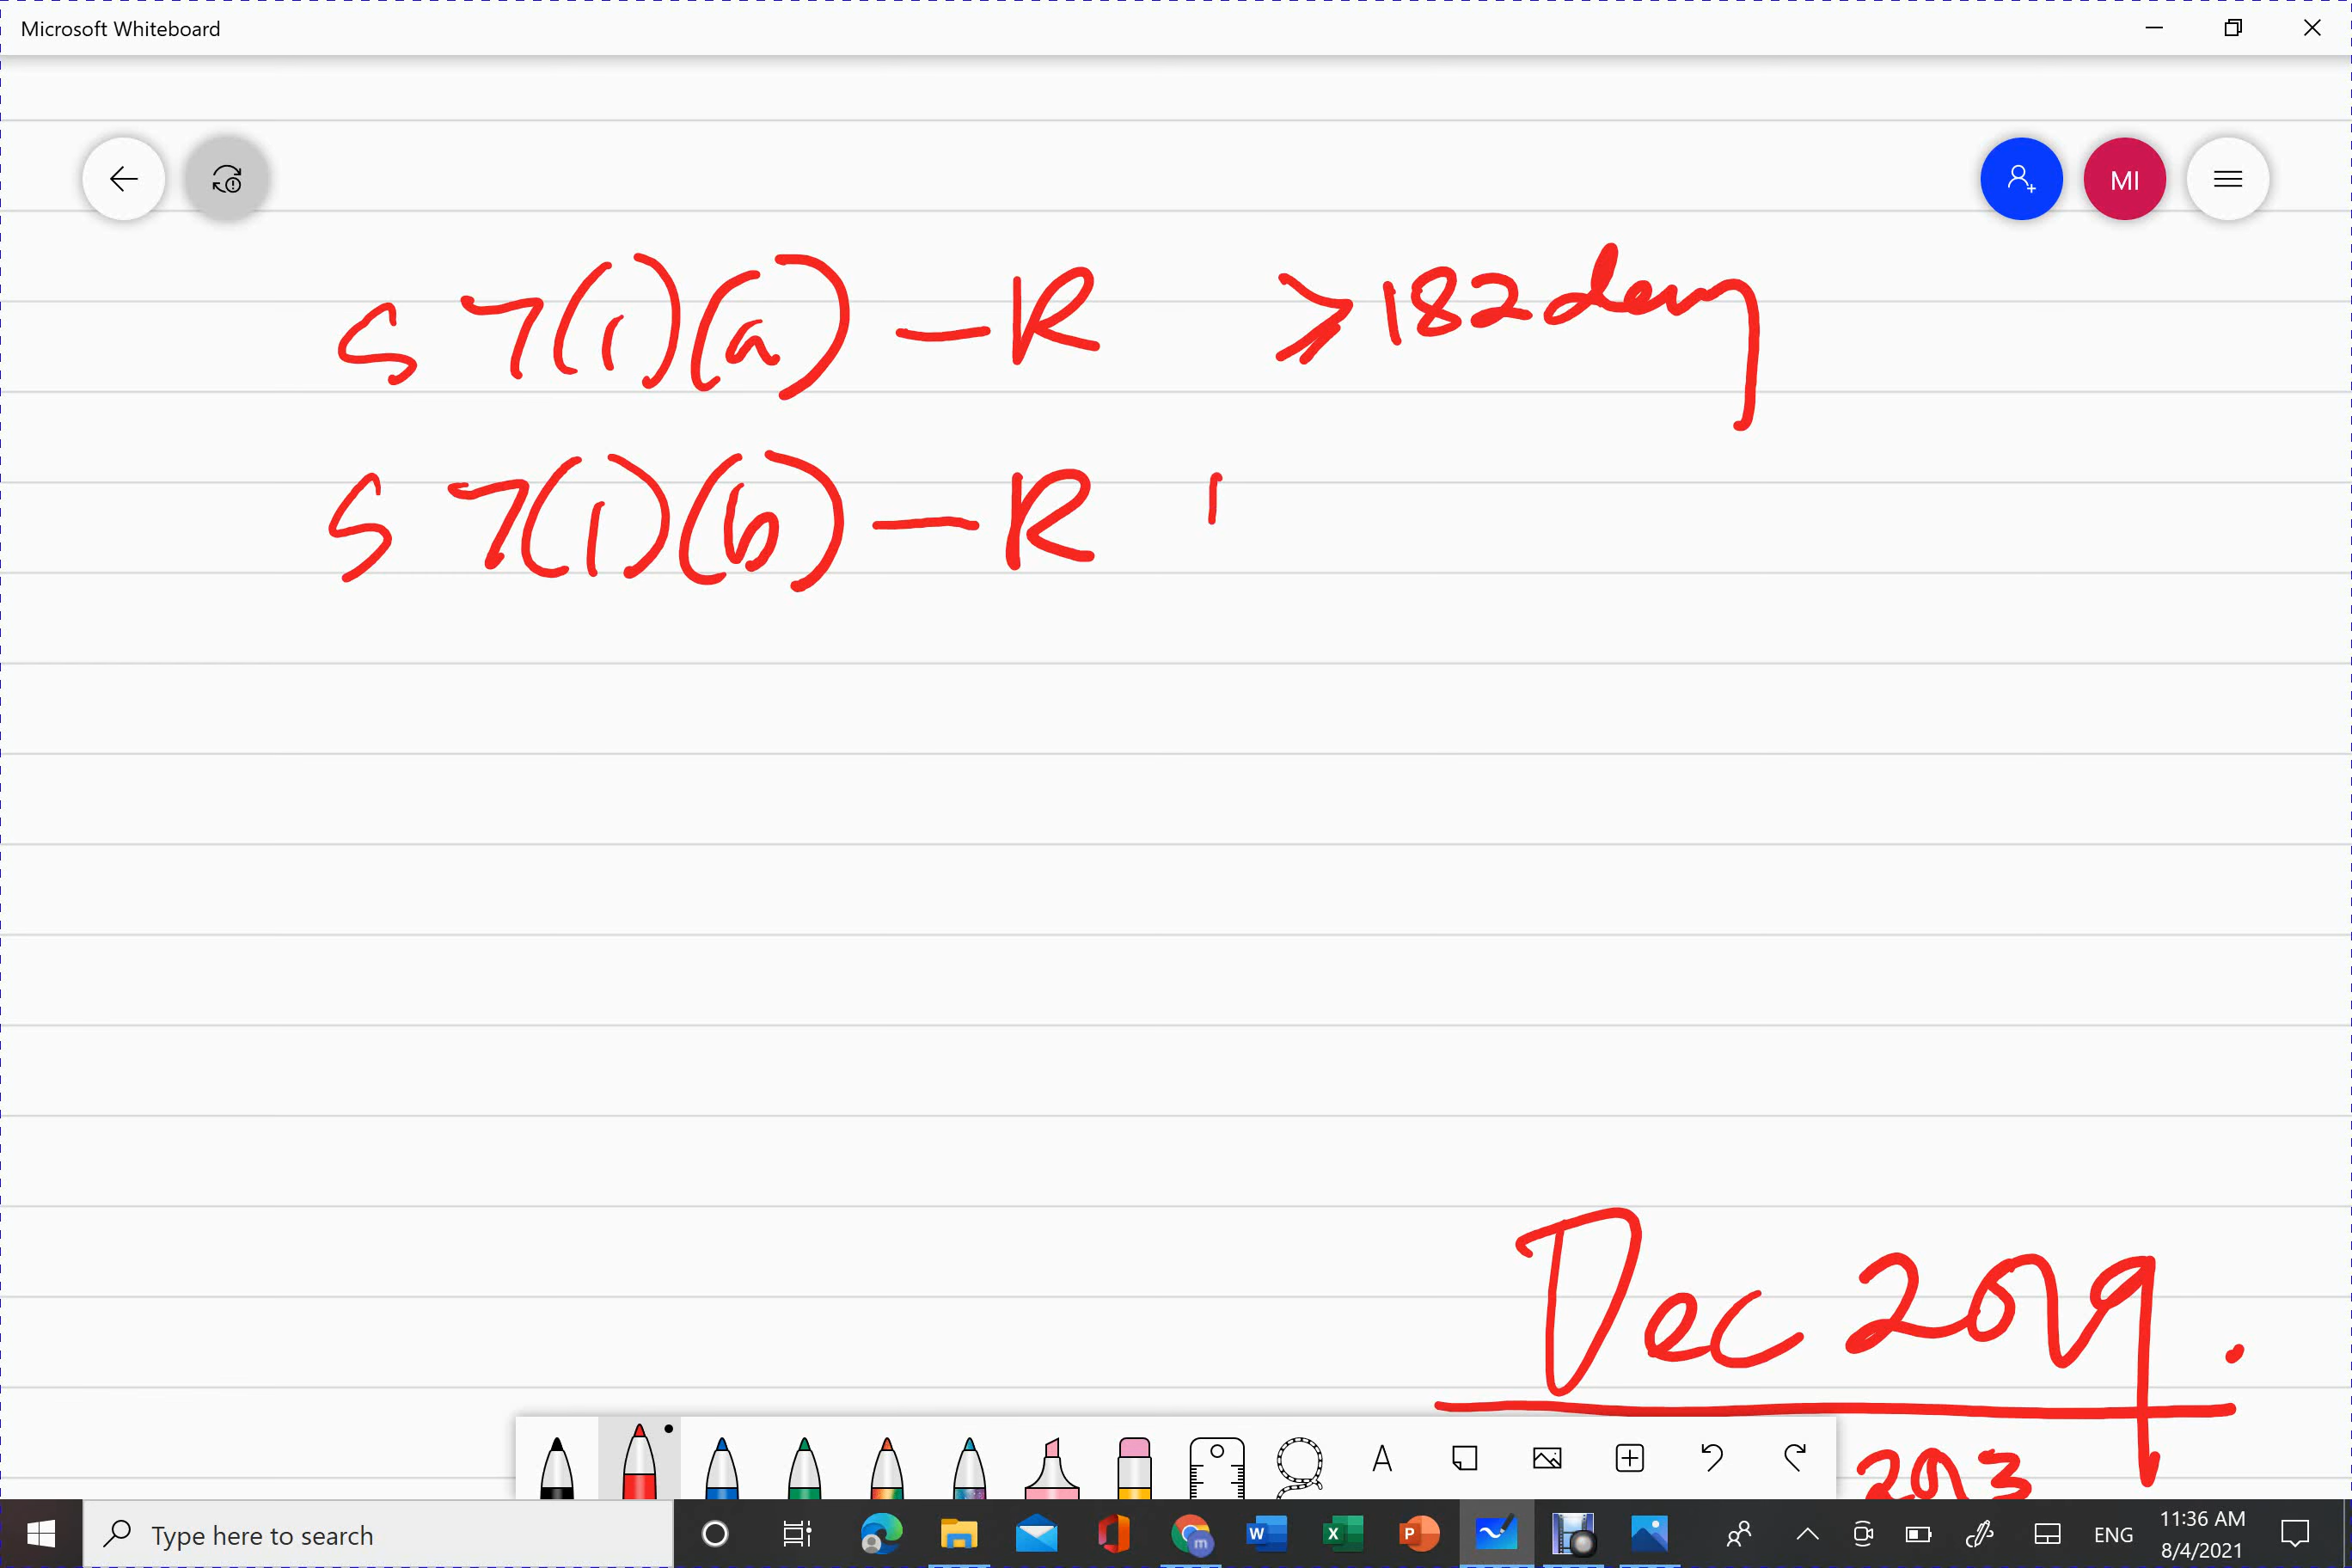 Microsoft Whiteboard
MI
S 7(1)(a) – R ≥ 182 day
S 7(1)(b) – R I
Dec 2019.
2013
A
Type here to search
ENG
11:36 AM
8/4/2021